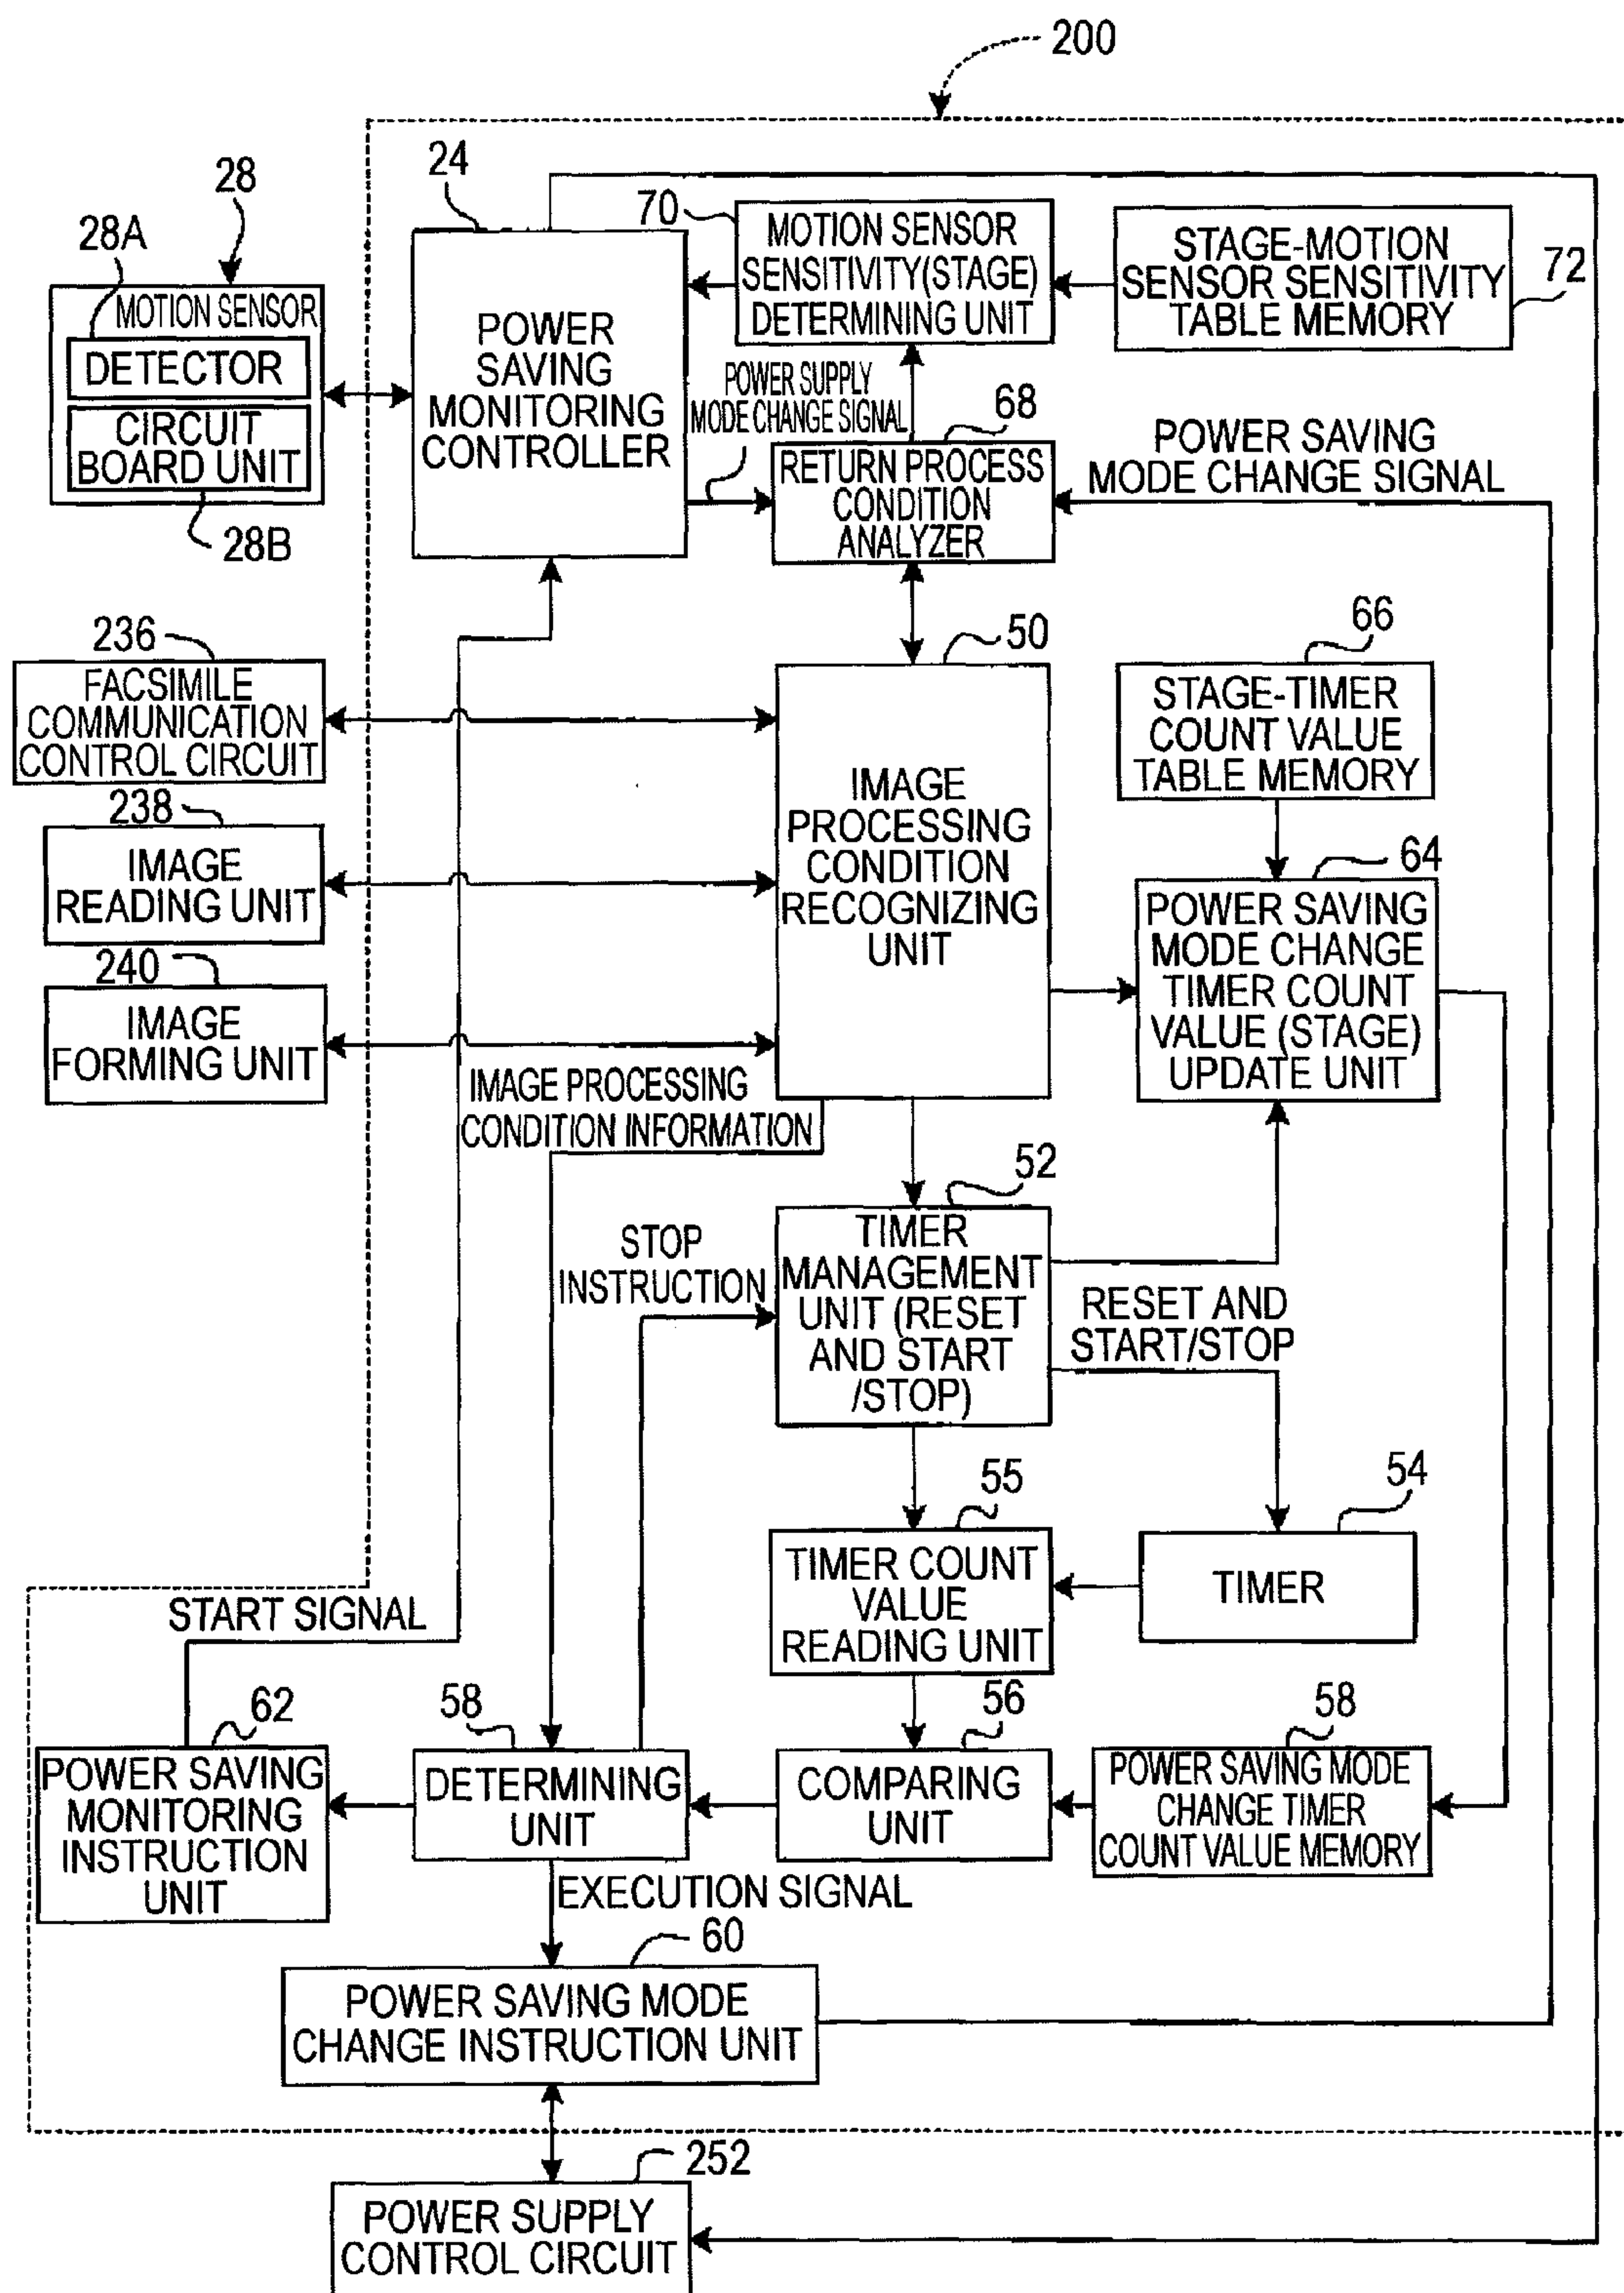 200
24
28
70
MOTION SENSOR
SENSITIVITY(STAGE)
DETERMINING UNIT
STAGE-MOTION
SENSOR SENSITIVITY
TABLE MEMORY
72
28A
MOTION SENSOR
DETECTOR
CIRCUIT
BOARD UNIT
28B
POWER
SAVING
MONITORING
CONTROLLER
POWER SUPPLY
MODE CHANGE SIGNAL
68
RETURN PROCESS
CONDITION
ANALYZER
POWER SAVING
MODE CHANGE SIGNAL
236
FACSIMILE
COMMUNICATION
CONTROL CIRCUIT
238
IMAGE
READING UNIT
240
IMAGE
FORMING UNIT
50
IMAGE
PROCESSING
CONDITION
RECOGNIZING
UNIT
66
STAGE-TIMER
COUNT VALUE
TABLE MEMORY
64
POWER SAVING
MODE CHANGE
TIMER COUNT
VALUE (STAGE)
UPDATE UNIT
IMAGE PROCESSING
CONDITION INFORMATION
52
TIMER
MANAGEMENT
UNIT (RESET
AND START
/STOP)
STOP
INSTRUCTION
RESET AND
START/STOP
55
TIMER COUNT
VALUE
READING UNIT
54
TIMER
START SIGNAL
62
POWER SAVING
MONITORING
INSTRUCTION
UNIT
58
DETERMINING
UNIT
56
COMPARING
UNIT
58
POWER SAVING MODE
CHANGE TIMER
COUNT VALUE MEMORY
EXECUTION SIGNAL
60
POWER SAVING MODE
CHANGE INSTRUCTION UNIT
252
POWER SUPPLY
CONTROL CIRCUIT